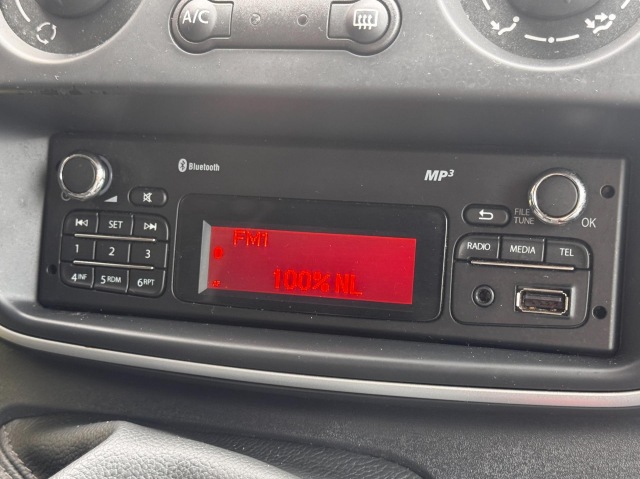 A/C
Bluetooth
MP3
SET
FILE
TUNE
OK
1 2 3
4 INF 5 RDM 6 RPT
FM1
100% NL
RADIO MEDIA TEL